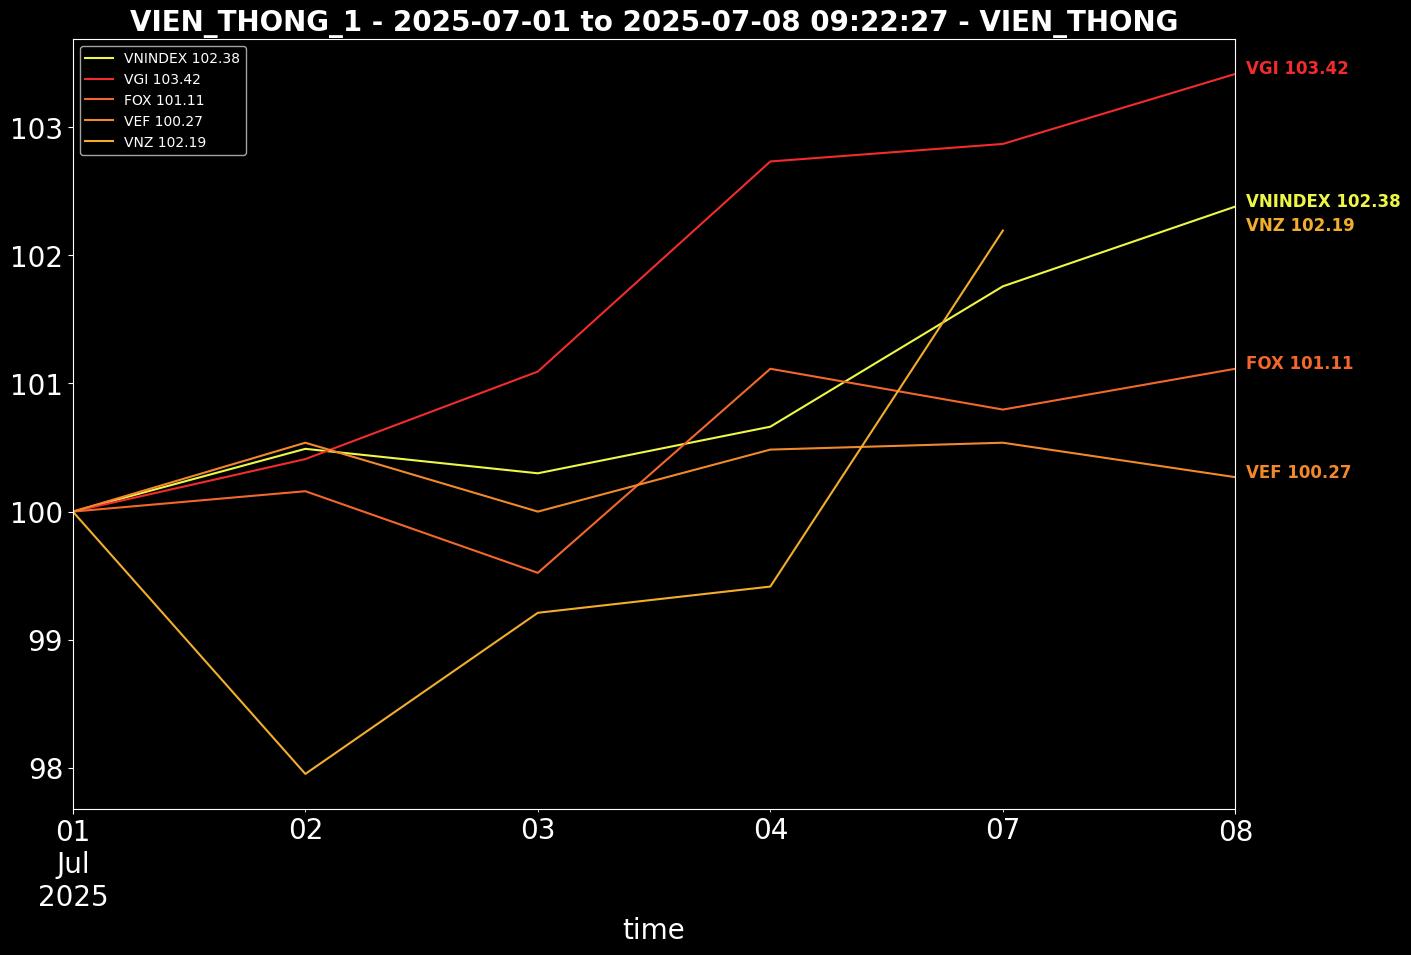 VIEN_THONG_1 - 2025-07-01 to 2025-07-08 09:22:27 - VIEN_THONG
VNINDEX 102.38
VGI 103.42
FOX 101.11
VEF 100.27
VNZ 102.19
VGI 103.42
VNINDEX 102.38
VNZ 102.19
FOX 101.11
VEF 100.27
103
102
101
100
99
98
01 02 03 04 07 08
Jul
2025
time